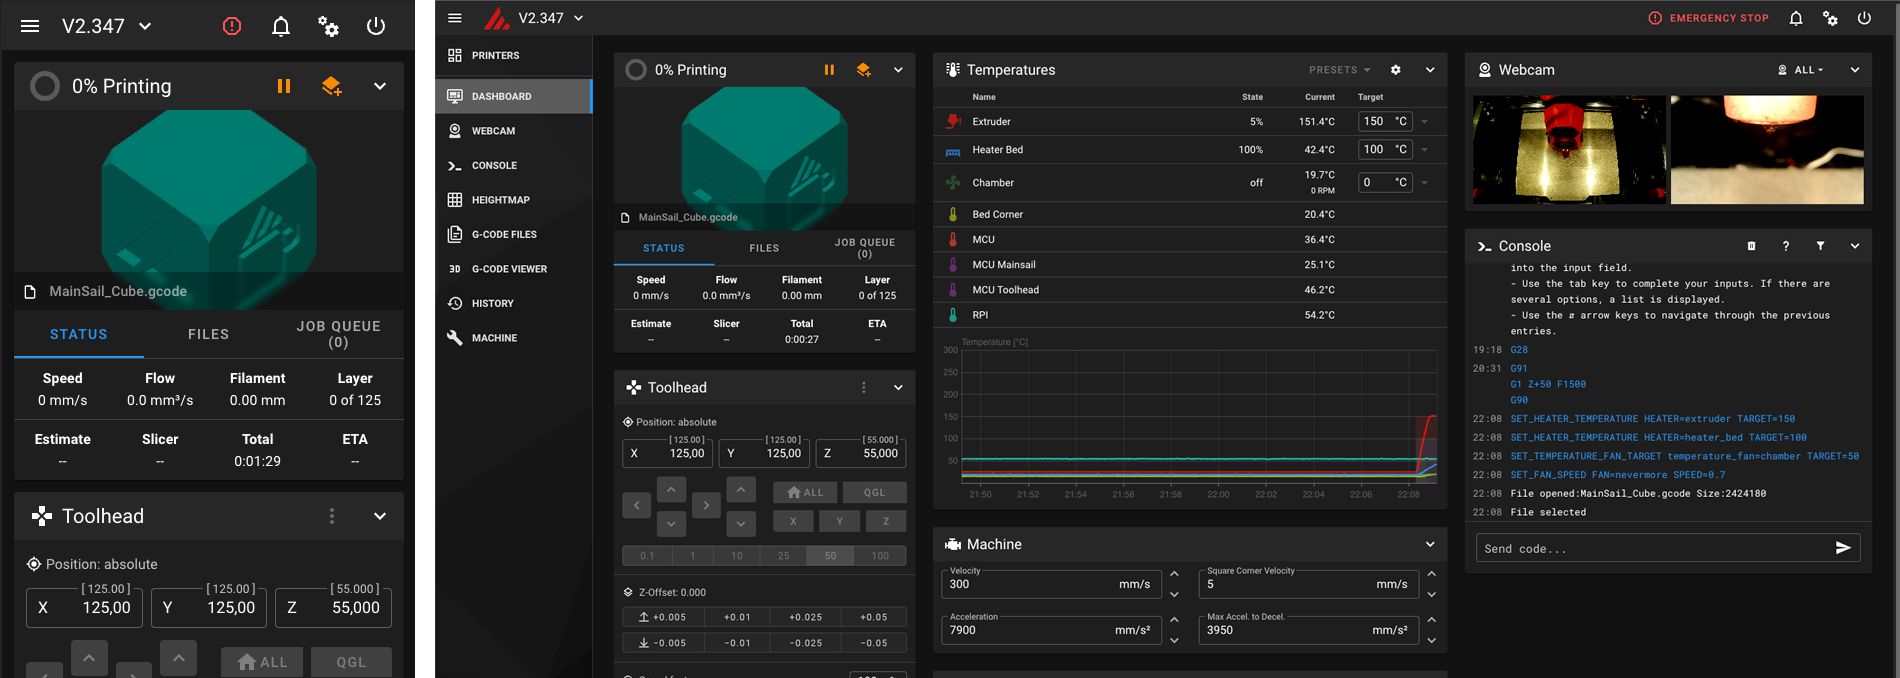 V2.347
0% Printing
MainSail_Cube.gcode
STATUS
FILES
JOB QUEUE
(0)
Speed
Flow
Filament
Layer
0 mm/s
0.0 mm³/s
0.00 mm
0 of 125
Estimate
Slicer
Total
ETA
--
--
0:01:29
--
Toolhead
Position: absolute
[ 125.00 ]
[ 125.00 ]
[ 55.000 ]
X 125,00
Y 125,00
Z 55,000
ALL
QGL
V2.347
EMERGENCY STOP
PRINTERS
DASHBOARD
WEBCAM
CONSOLE
HEIGHTMAP
G-CODE FILES
3D G-CODE VIEWER
HISTORY
MACHINE
0% Printing
MainSail_Cube.gcode
STATUS
FILES
JOB QUEUE
(0)
Speed
Flow
Filament
Layer
0 mm/s
0.0 mm³/s
0.00 mm
0 of 125
Estimate
Slicer
Total
ETA
--
--
0:00:27
--
Toolhead
Position: absolute
[ 125.00 ]
[ 125.00 ]
[ 55.000 ]
X 125,00
Y 125,00
Z 55,000
ALL
QGL
X
Y
Z
0.1
1
10
25
50
100
Z-Offset: 0.000
+0.005
+0.01
+0.025
+0.05
-0.005
-0.01
-0.025
-0.05
Temperatures
PRESETS
Name
State
Current
Target
Extruder
5%
151.4°C
150 °C
Heater Bed
100%
42.4°C
100 °C
Chamber
off
19.7°C
0 RPM
0 °C
Bed Corner
20.4°C
MCU
36.4°C
MCU Mainsail
25.1°C
MCU Toolhead
46.2°C
RPI
54.2°C
Temperature [°C]
300
250
200
150
100
50
21:50
21:52
21:54
21:56
21:58
22:00
22:02
22:04
22:06
22:08
Machine
Velocity
300 mm/s
Square Corner Velocity
5 mm/s
Acceleration
7900 mm/s²
Max Accel. to Decel.
3950 mm/s²
Webcam
ALL
Console
into the input field.
- Use the tab key to complete your inputs. If there are
several options, a list is displayed.
- Use the ⇵ arrow keys to navigate through the previous
entries.
19:18 G28
20:31 G91
G1 Z+50 F1500
G90
22:08 SET_HEATER_TEMPERATURE HEATER=extruder TARGET=150
22:08 SET_HEATER_TEMPERATURE HEATER=heater_bed TARGET=100
22:08 SET_TEMPERATURE_FAN_TARGET temperature_fan=chamber TARGET=50
22:08 SET_FAN_SPEED FAN=nevermore SPEED=0.7
22:08 File opened:MainSail_Cube.gcode Size:2424180
22:08 File selected
Send code...